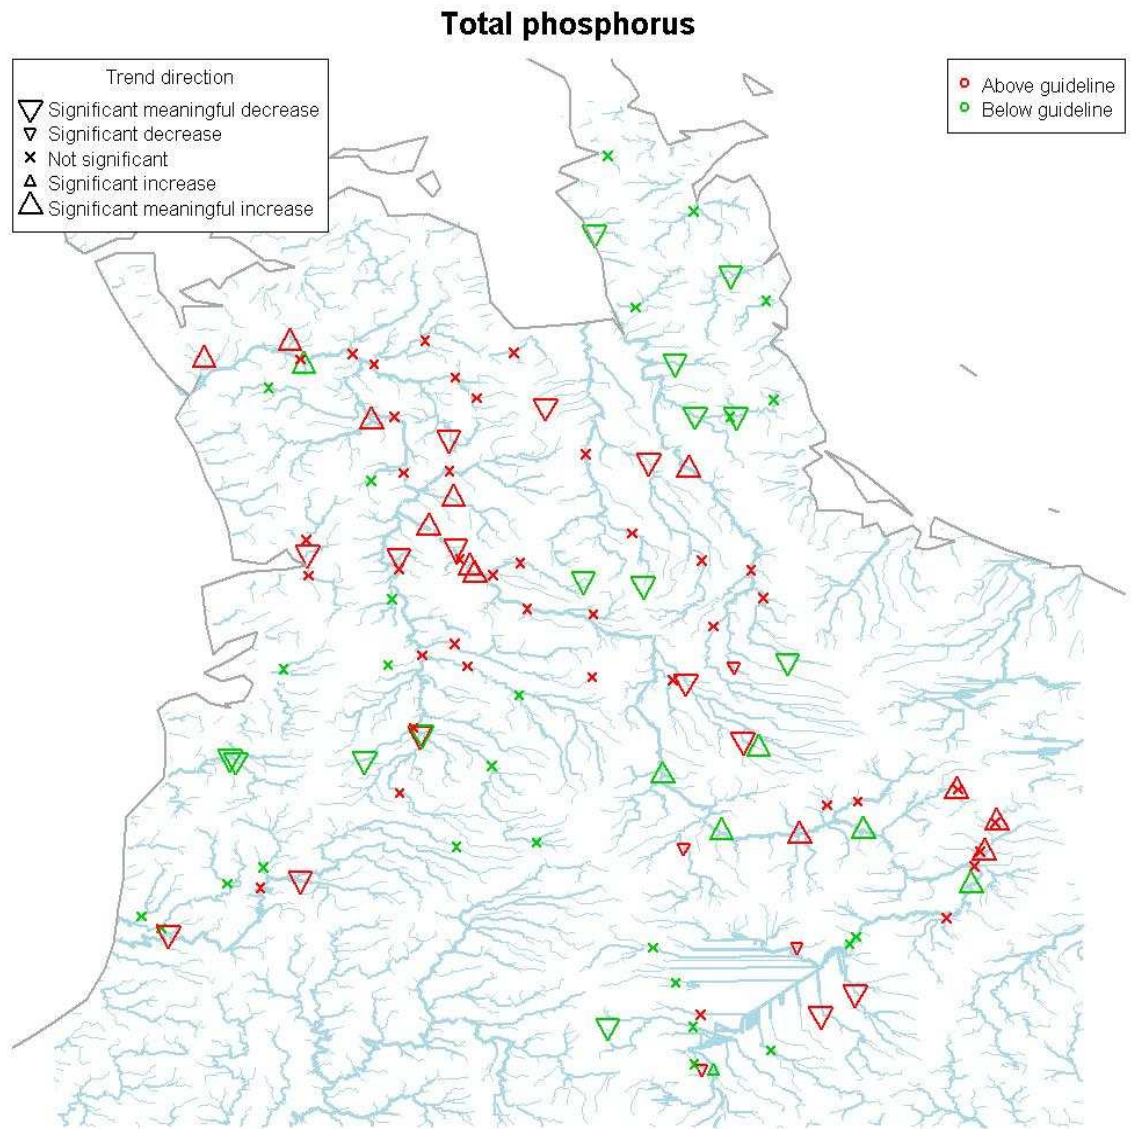 Total phosphorus
Trend direction
Significant meaningful decrease
Significant decrease
Not significant
Significant increase
Significant meaningful increase
Above guideline
Below guideline